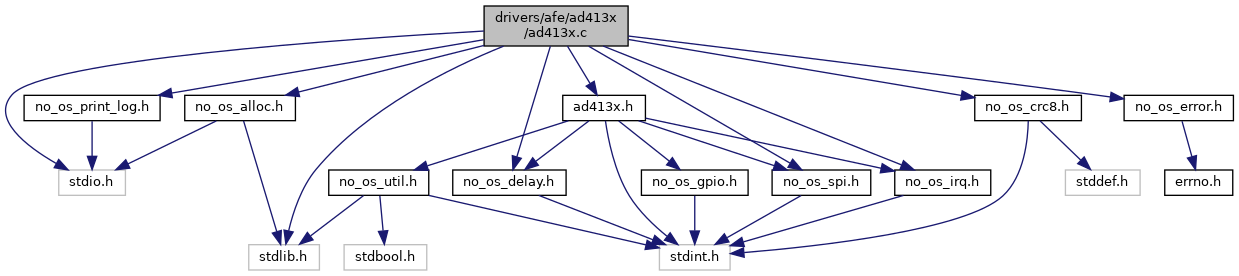 drivers/afe/ad413x
/ad413x.c
no_os_print_log.h
no_os_alloc.h
ad413x.h
no_os_crc8.h
no_os_error.h
stdio.h
no_os_util.h
no_os_delay.h
no_os_gpio.h
no_os_spi.h
no_os_irq.h
stddef.h
errno.h
stdlib.h
stdbool.h
stdint.h